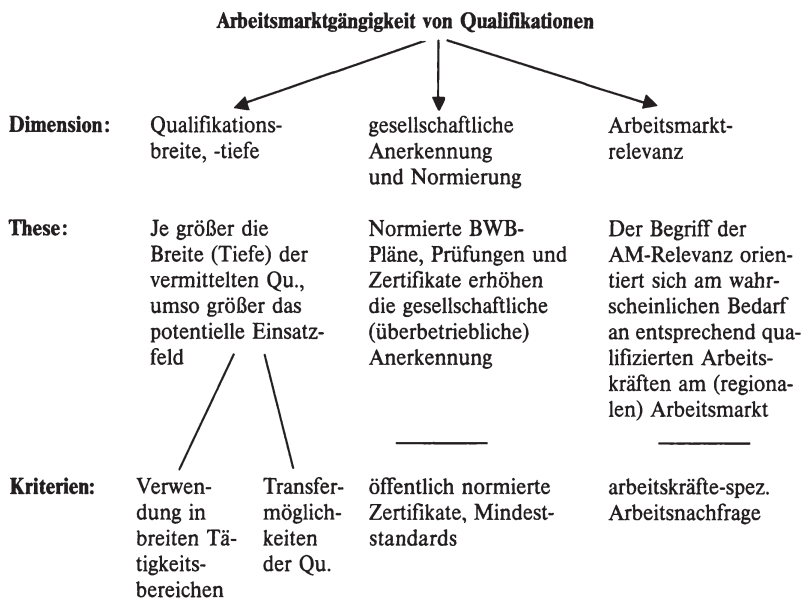 Arbeitsmarktgängigkeit von Qualifikationen
Dimension:
Qualifikations-
breite, -tiefe
gesellschaftliche
Anerkennung
und Normierung
Arbeitsmarkt-
relevanz
These:
Je größer die
Breite (Tiefe) der
vermittelten Qu.,
umso größer das
potentielle Einsatz-
feld
Normierte BWB-
Pläne, Prüfungen und
Zertifikate erhöhen
die gesellschaftliche
(überbetriebliche)
Anerkennung
Der Begriff der
AM-Relevanz orien-
tiert sich am wahr-
scheinlichen Bedarf
an entsprechend qua-
lifizierten Arbeits-
kräften am (regiona-
len) Arbeitsmarkt
Kriterien:
Verwen-
dung in
breiten Tä-
tigkeits-
bereichen
Transfer-
möglich-
keiten
der Qu.
öffentlich normierte
Zertifikate, Mindest-
standards
arbeitskräfte-spez.
Arbeitsnachfrage